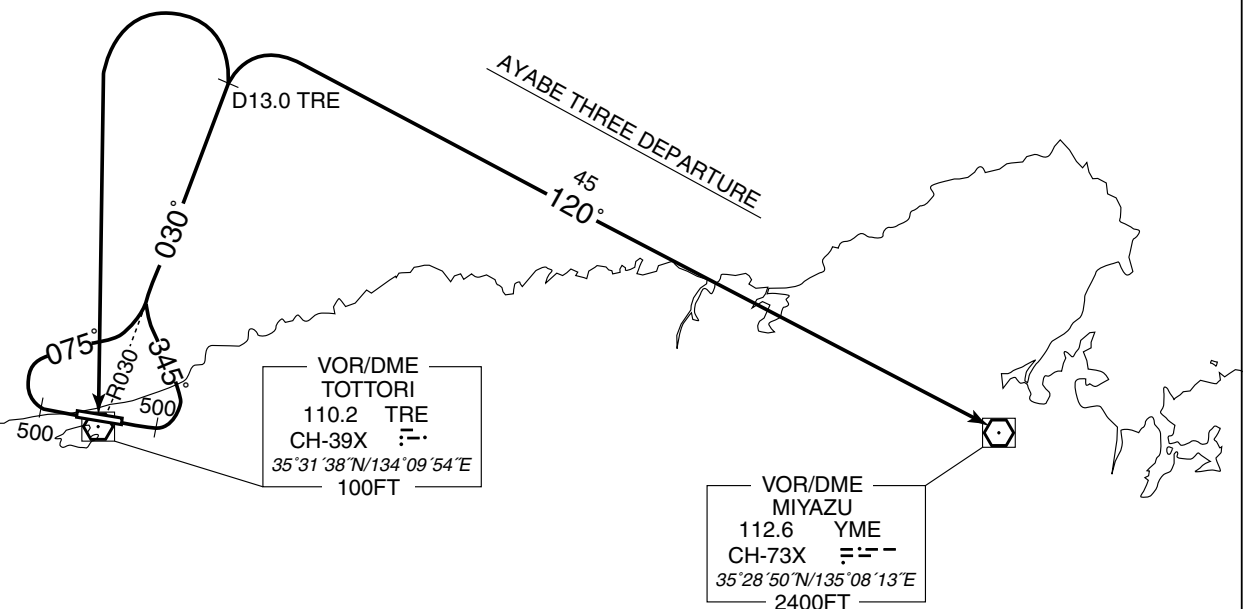 D13.0 TRE
AYABE THREE DEPARTURE
45
120°
030°
075°
345°
R030
500
500
VOR/DME
TOTTORI
110.2 TRE
CH-39X
35°31´38˝N/134°09´54˝E
100FT
VOR/DME
MIYAZU
112.6 YME
CH-73X
35°28´50˝N/135°08´13˝E
2400FT